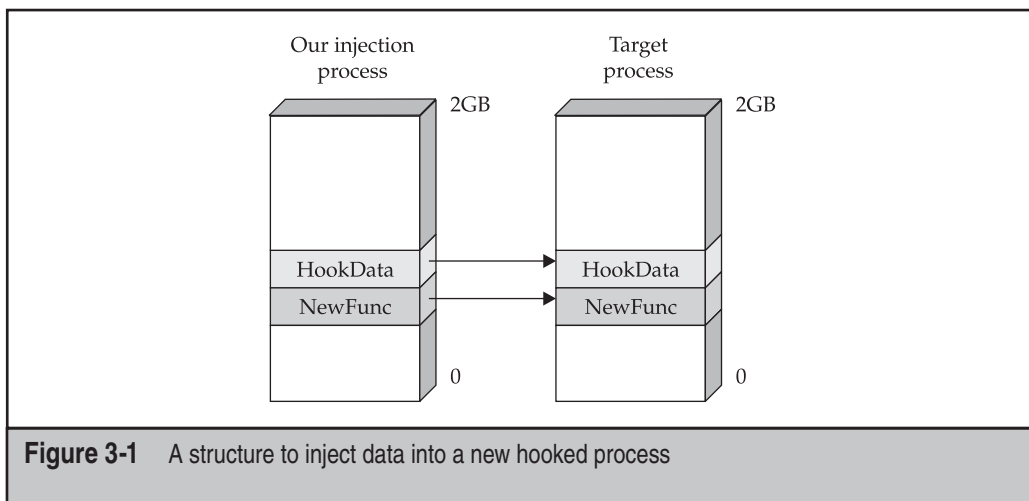 Our injection
process
Target
process
2GB
2GB
HookData
HookData
NewFunc
NewFunc
0
0
Figure 3-1 A structure to inject data into a new hooked process